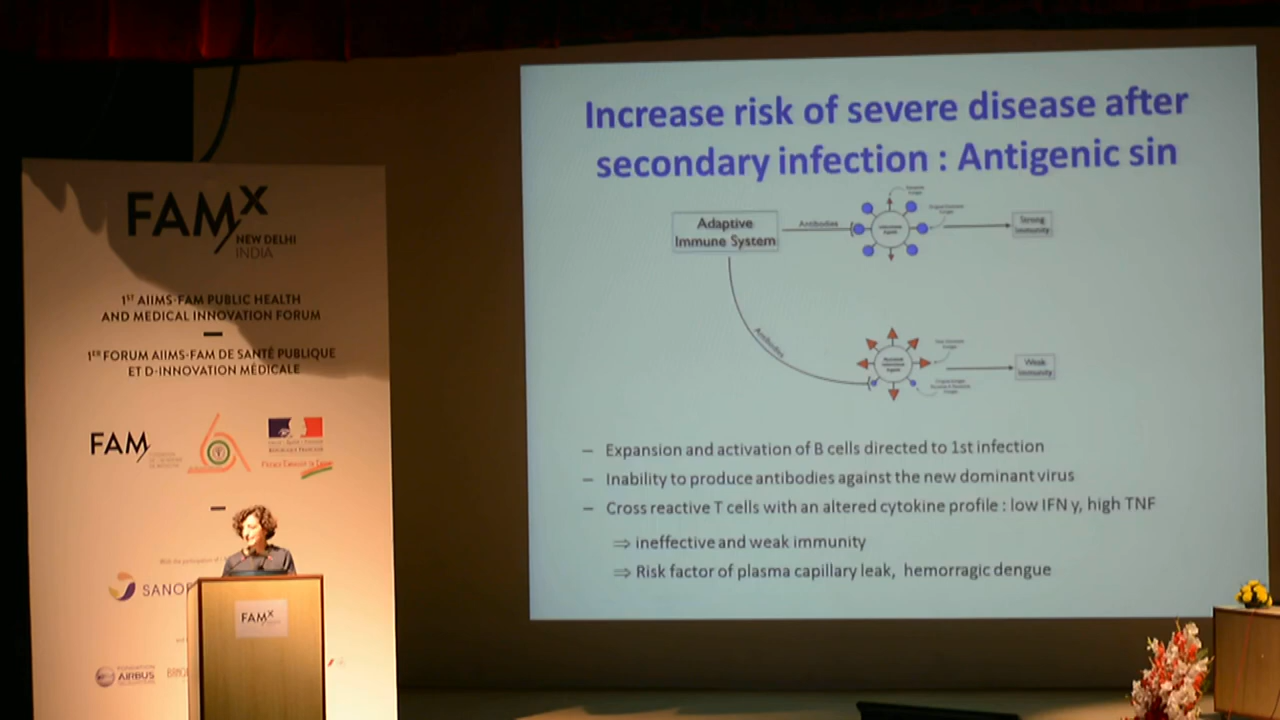 FAMx
NEW DELHI
INDIA
1ST AIIMS-FAM PUBLIC HEALTH
AND MEDICAL INNOVATION FORUM
1ER FORUM AIIMS-FAM DE SANTÉ PUBLIQUE
ET D-INNOVATION MÉDICALE
FAM
SANOF
AIRBUS
FAMx
Increase risk of severe disease after
secondary infection : Antigenic sin
Adaptive
Immune System
Antibodies
Strong
Immunity
Antibodies
Weak
Immunity
– Expansion and activation of B cells directed to 1st infection
– Inability to produce antibodies against the new dominant virus
– Cross reactive T cells with an altered cytokine profile : low IFN γ, high TNF
⇒ ineffective and weak immunity
⇒ Risk factor of plasma capillary leak, hemorragic dengue